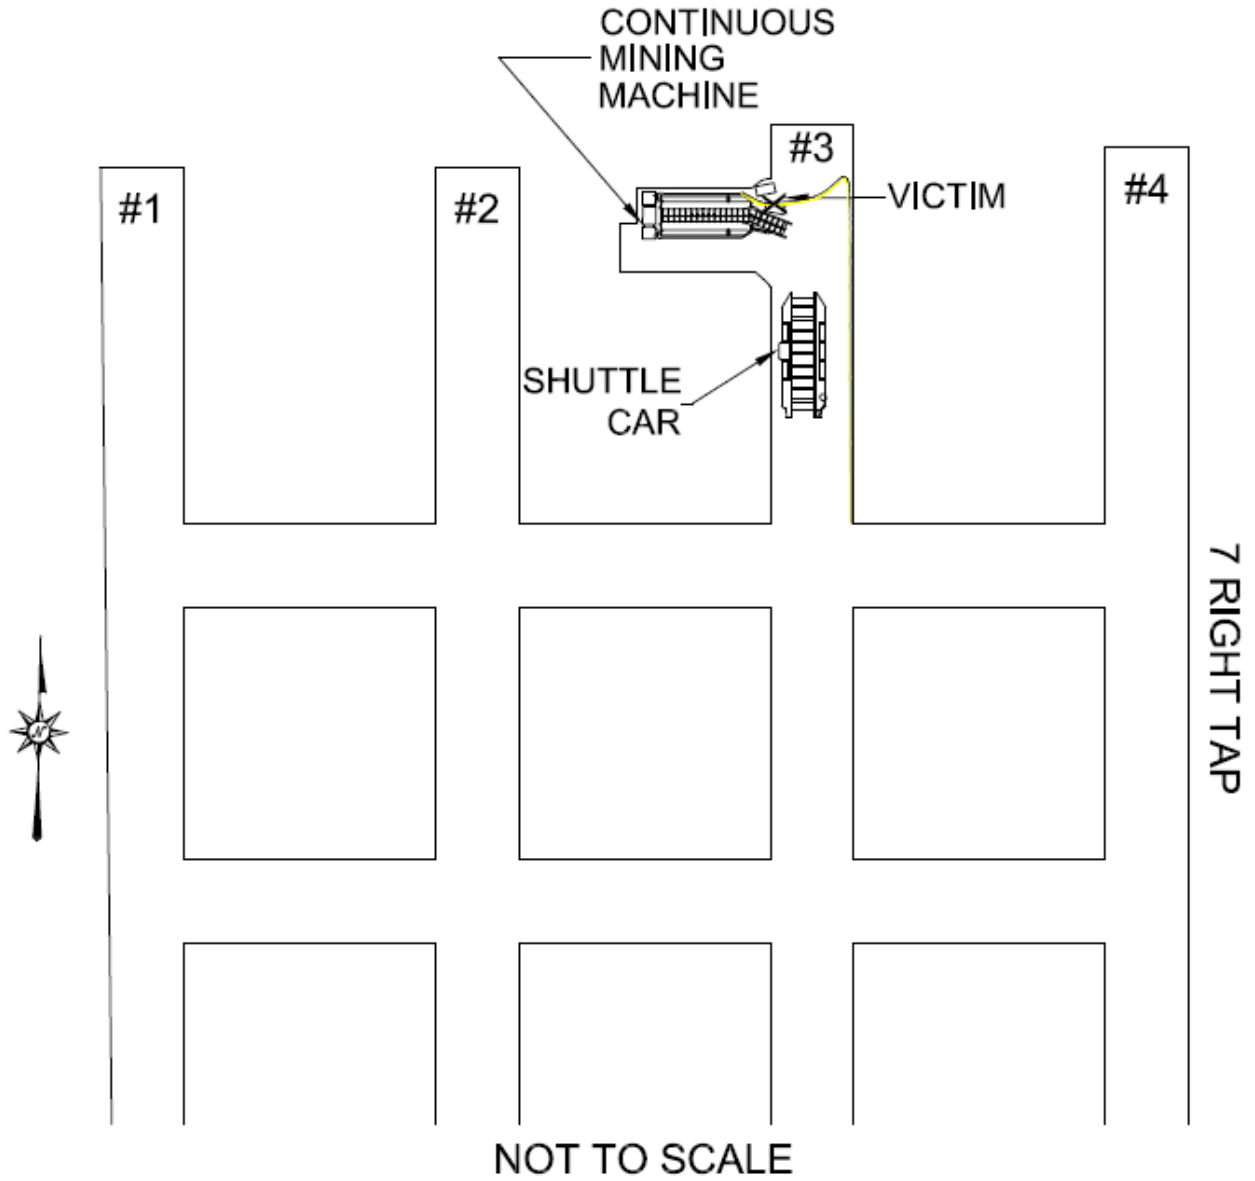 CONTINUOUS
MINING
MACHINE
#1
#2
#3
#4
VICTIM
SHUTTLE
CAR
7 RIGHT TAP
N
NOT TO SCALE